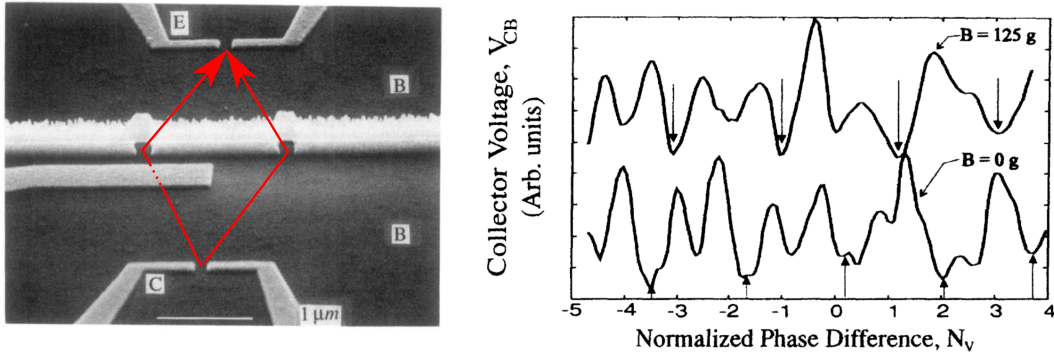 E
B
B
C
1 μm
Collector Voltage, V_CB
(Arb. units)
B = 125 g
B = 0 g
-5 -4 -3 -2 -1 0 1 2 3 4
Normalized Phase Difference, N_v